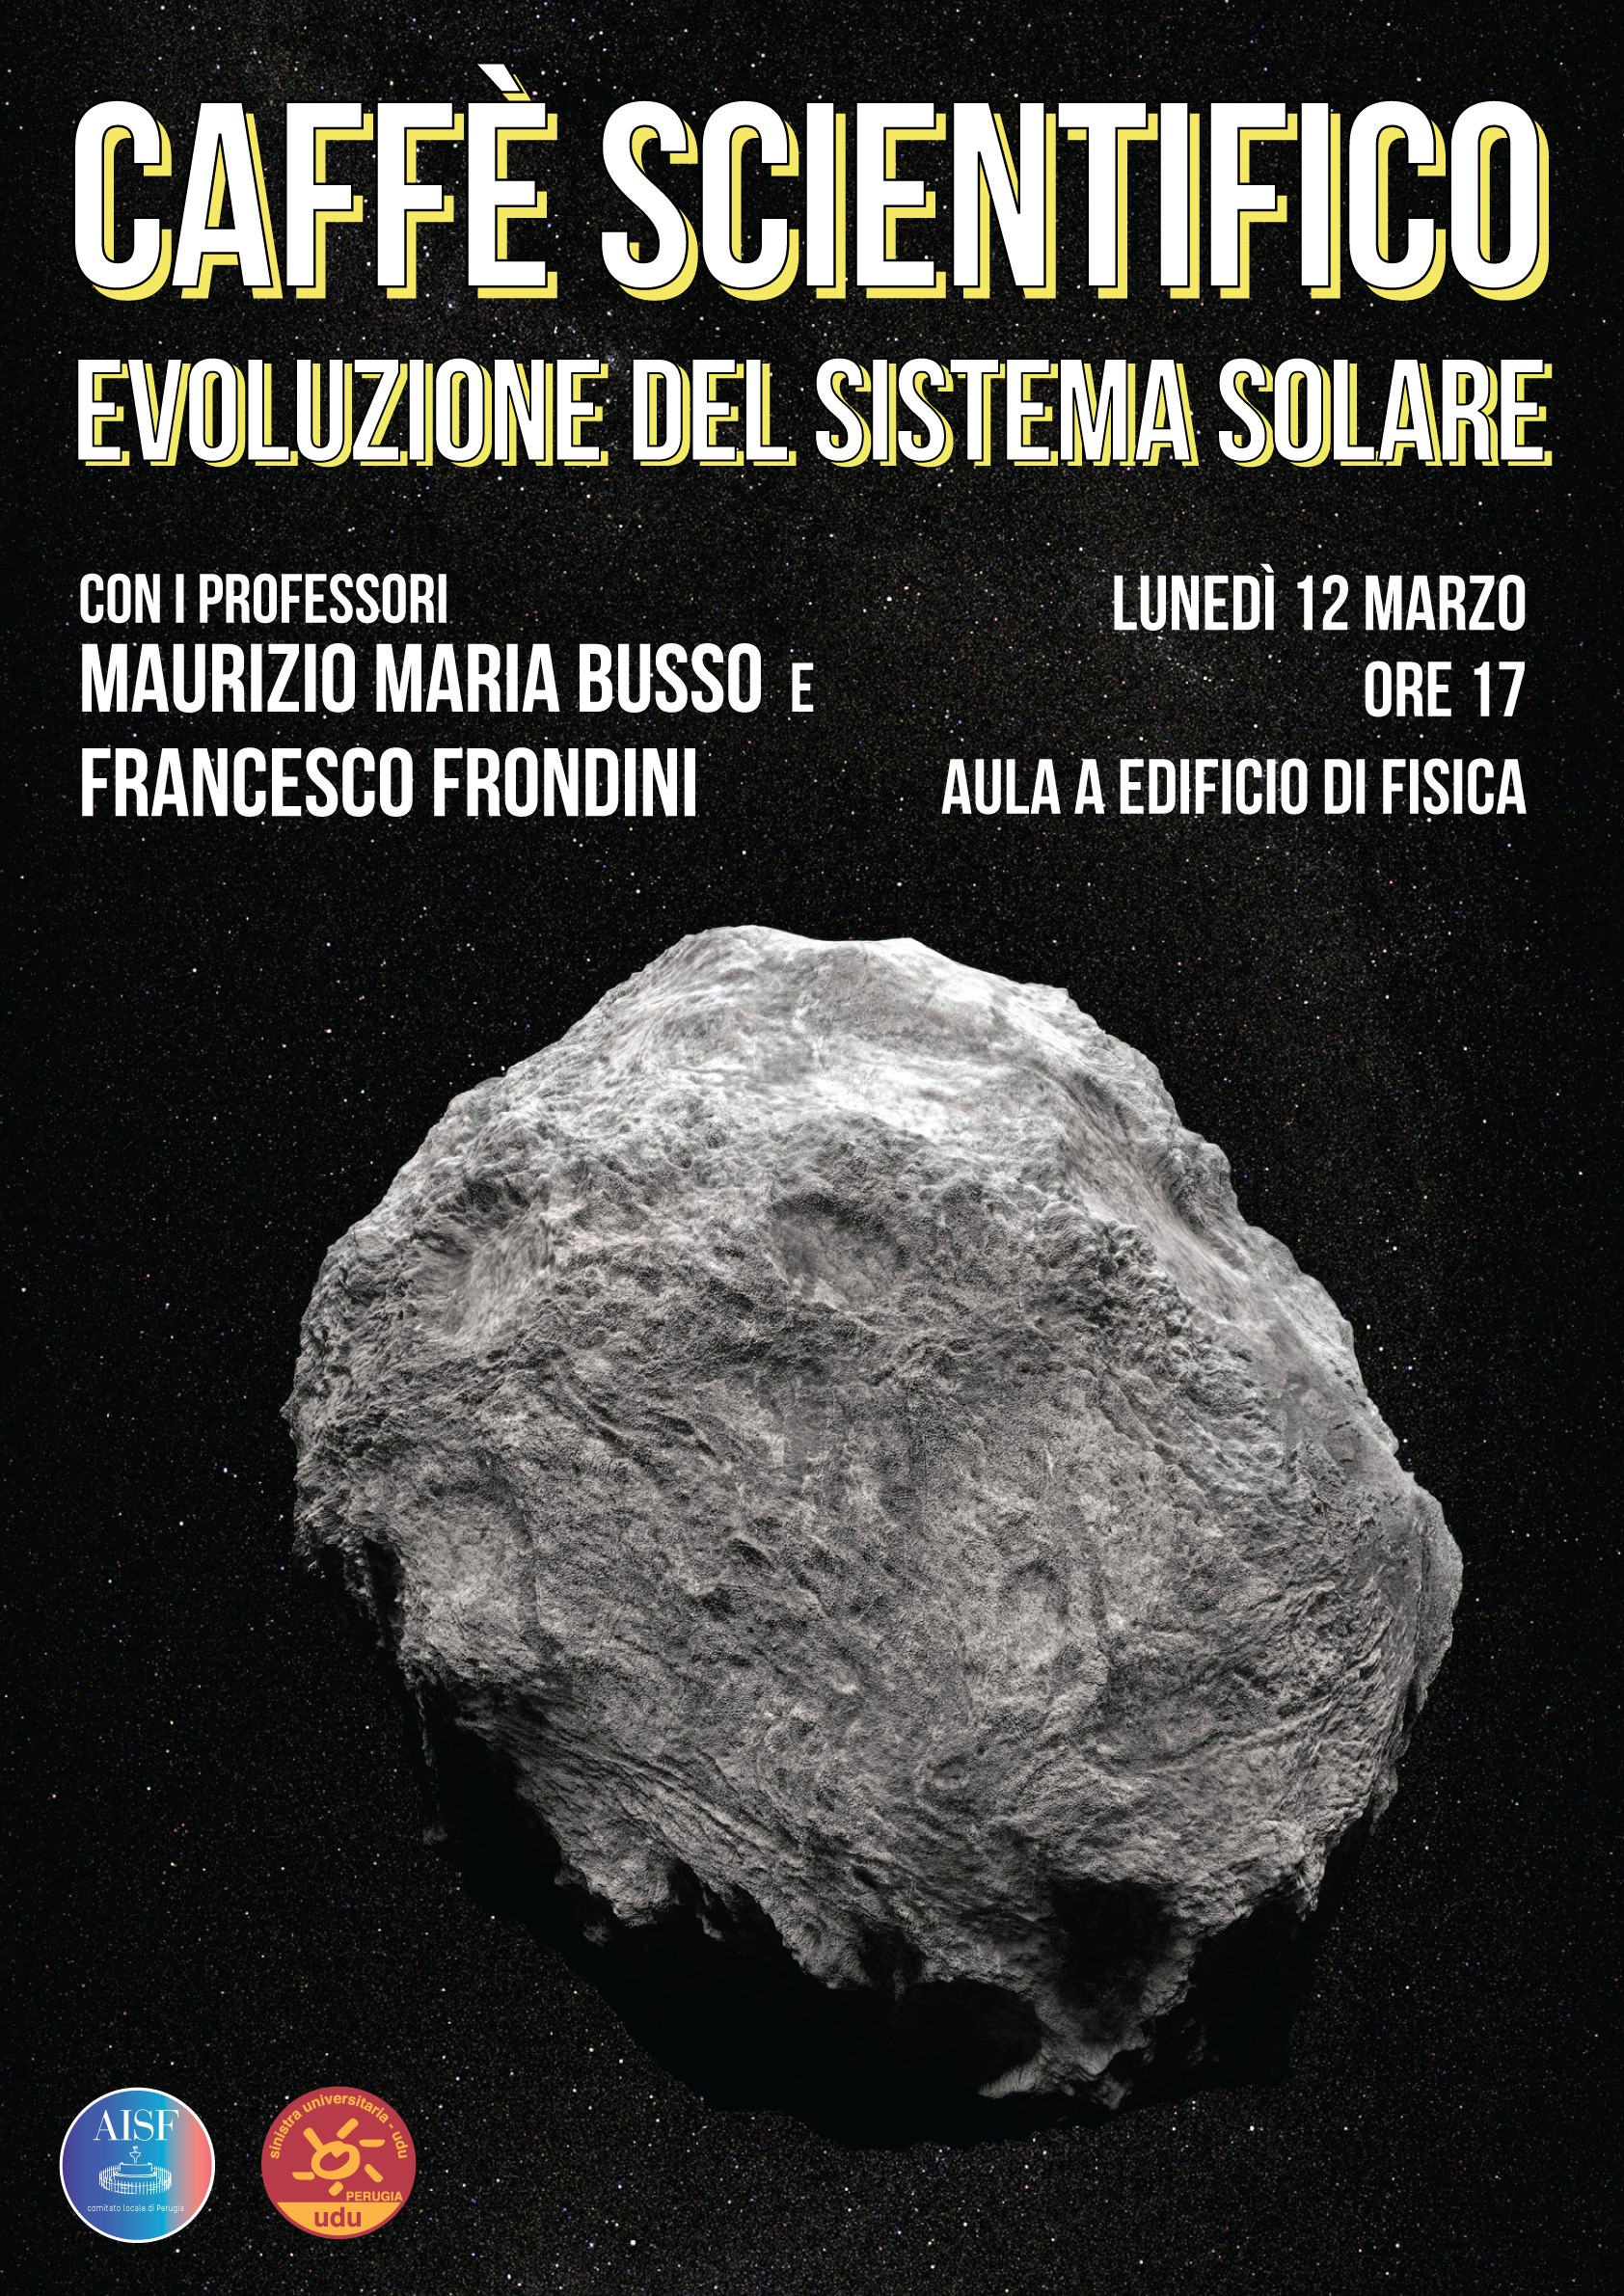 CAFFÈ SCIENTIFICO
EVOLUZIONE DEL SISTEMA SOLARE
CON I PROFESSORI
MAURIZIO MARIA BUSSO E
FRANCESCO FRONDINI
LUNEDÌ 12 MARZO
ORE 17
AULA A EDIFICIO DI FISICA
AISF
comitato locale di Perugia
sinistra universitaria - udu
PERUGIA
udu